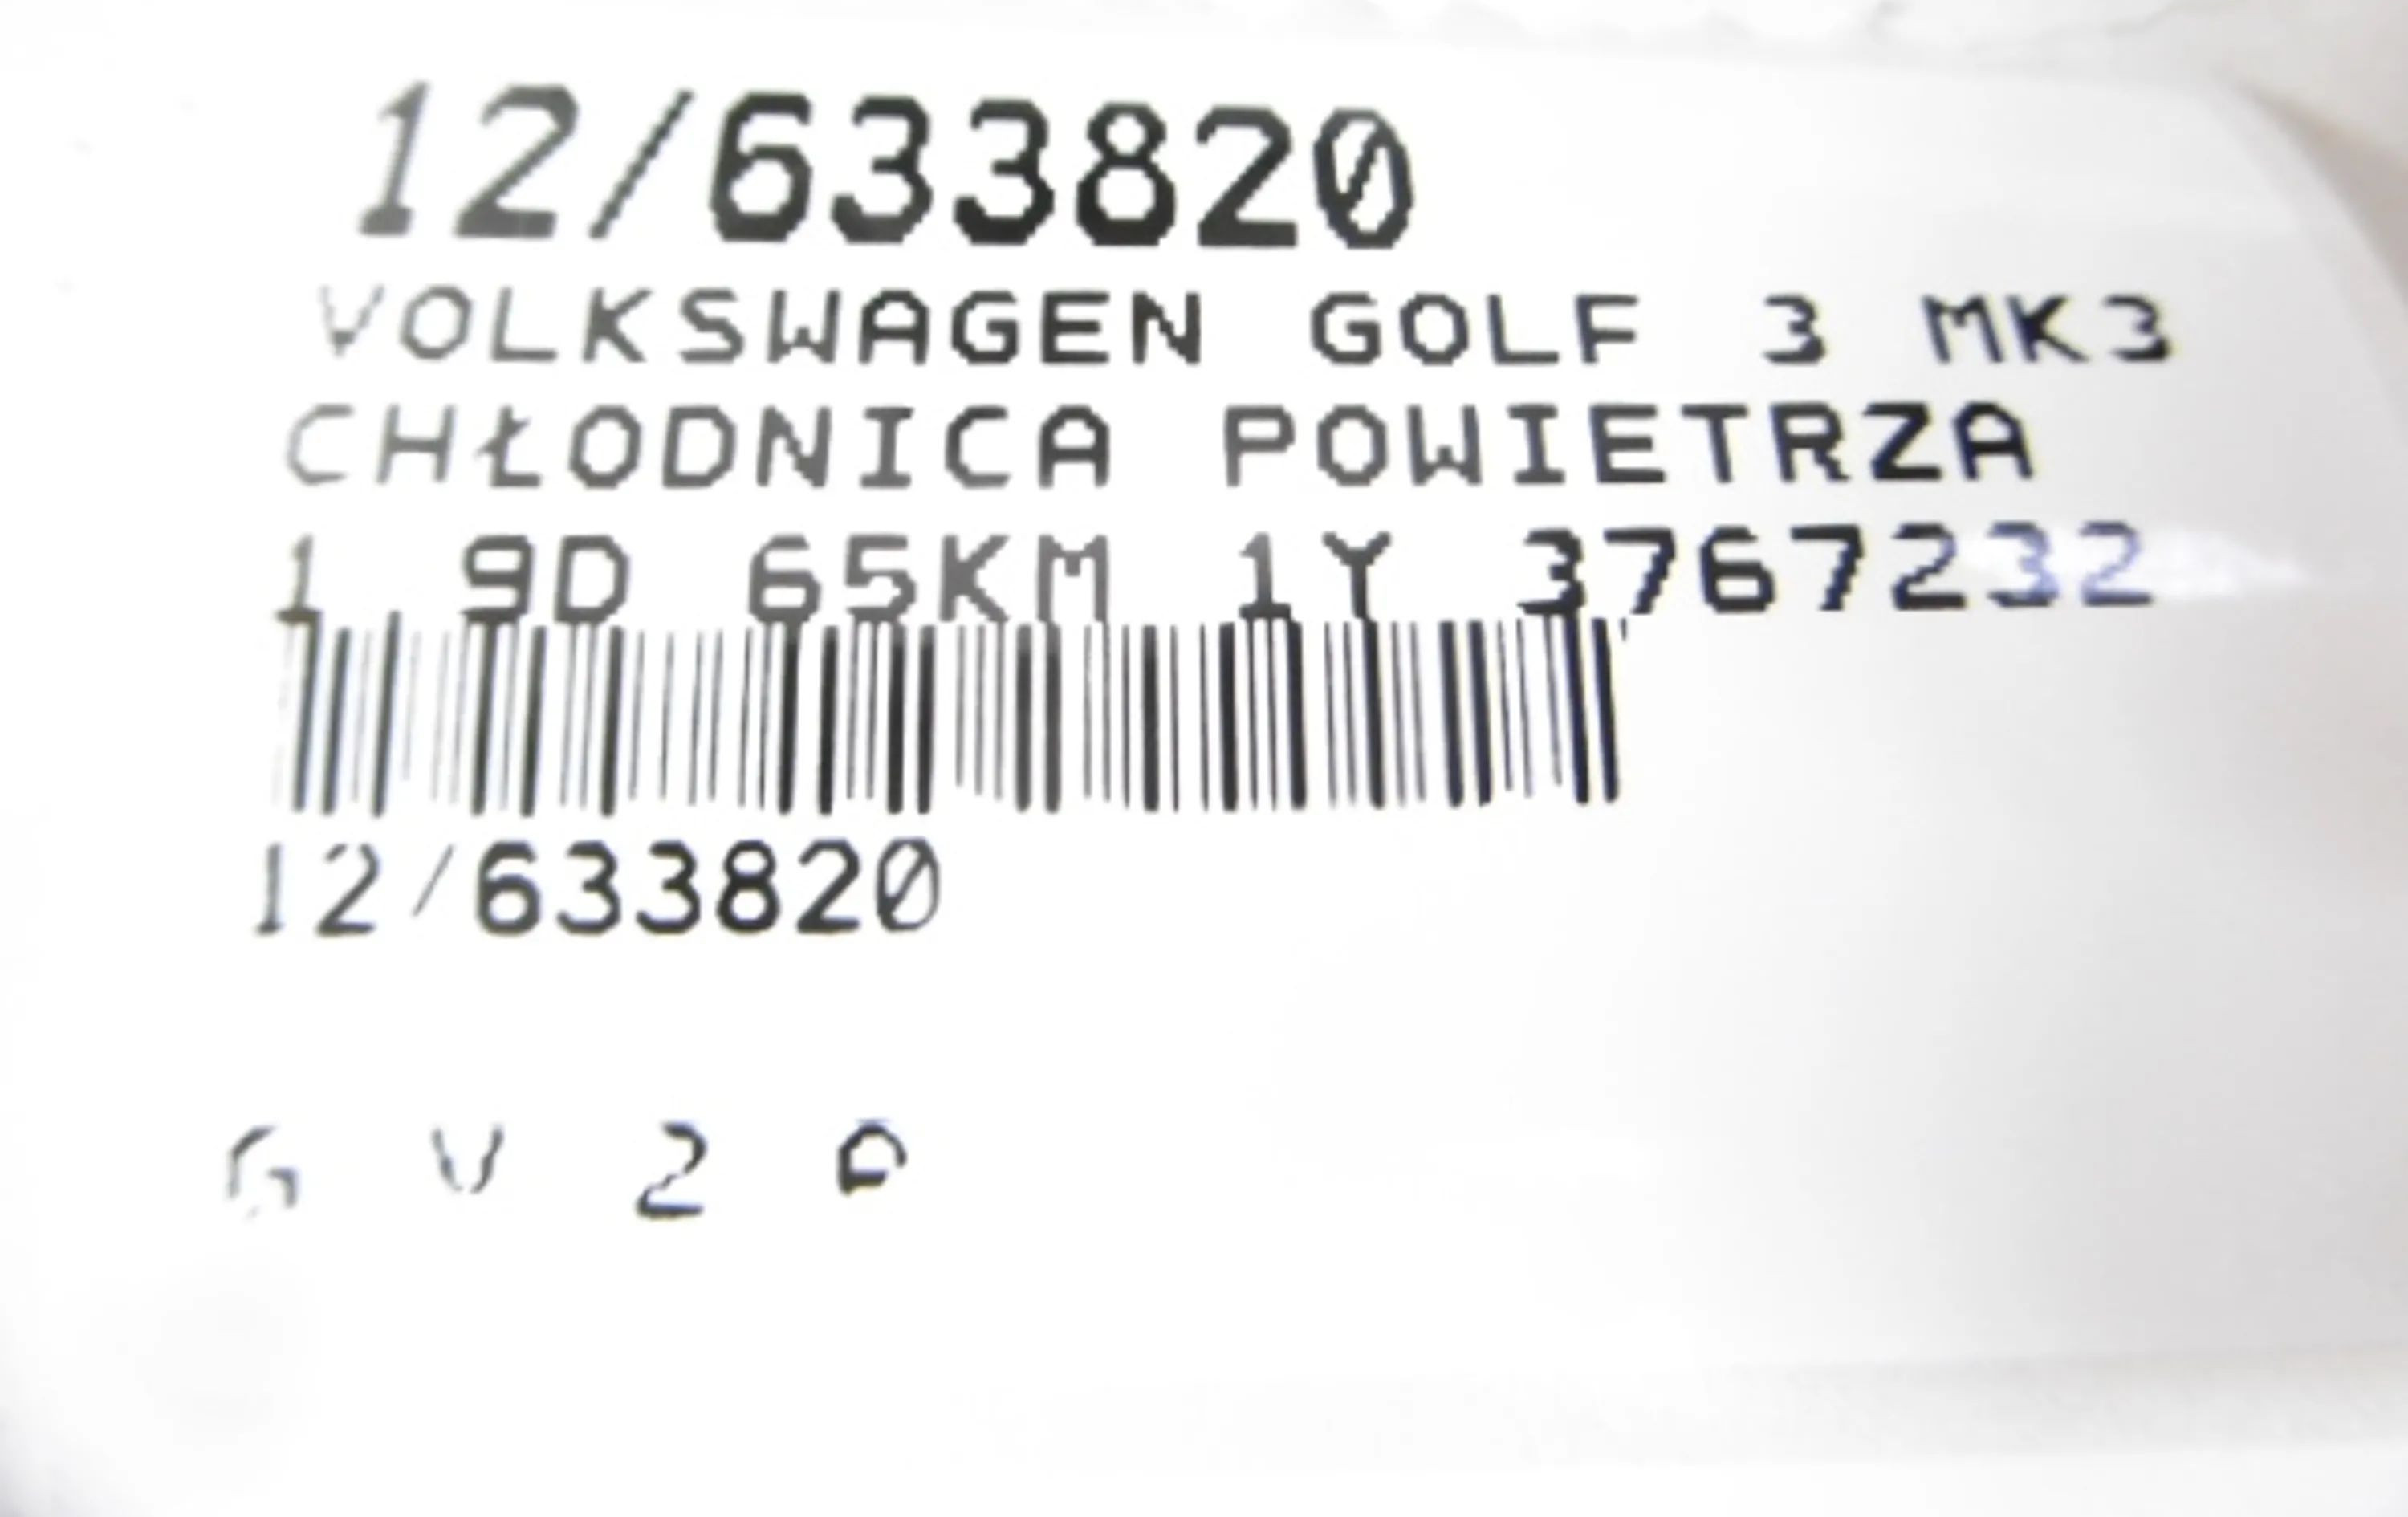 12/633820
VOLKSWAGEN GOLF 3 MK3
CHŁODNICA POWIETRZA
1 9D 65KM 1Y 3767232
12/633820